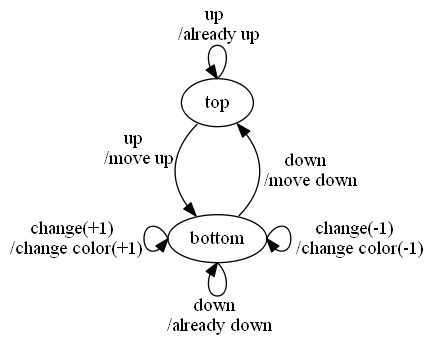 up
/already up
top
up
/move up
down
/move down
change(+1)
/change color(+1)
bottom
change(-1)
/change color(-1)
down
/already down